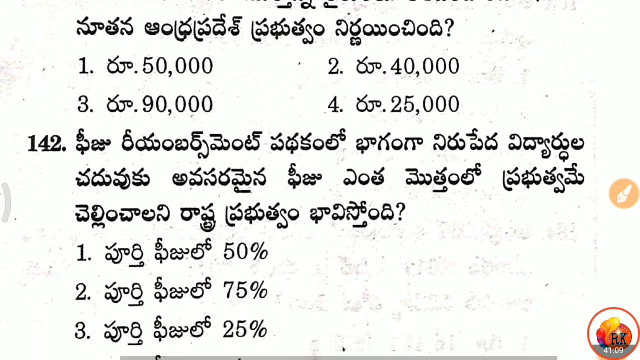 నూతన ఆంధ్రప్రదేశ్ ప్రభుత్వం నిర్ణయించింది?
1. రూ.50,000 2. రూ.40,000
3. రూ.90,000 4. రూ.25,000
142. ఫీజు రీయంబర్స్‌మెంట్ పథకంలో భాగంగా నిరుపేద విద్యార్థుల
చదువుకు అవసరమైన ఫీజు ఎంత మొత్తంలో ప్రభుత్వమే
చెల్లించాలని రాష్ట్ర ప్రభుత్వం భావిస్తోంది?
1. పూర్తి ఫీజులో 50%
2. పూర్తి ఫీజులో 75%
3. పూర్తి ఫీజులో 25%
RK
41:09